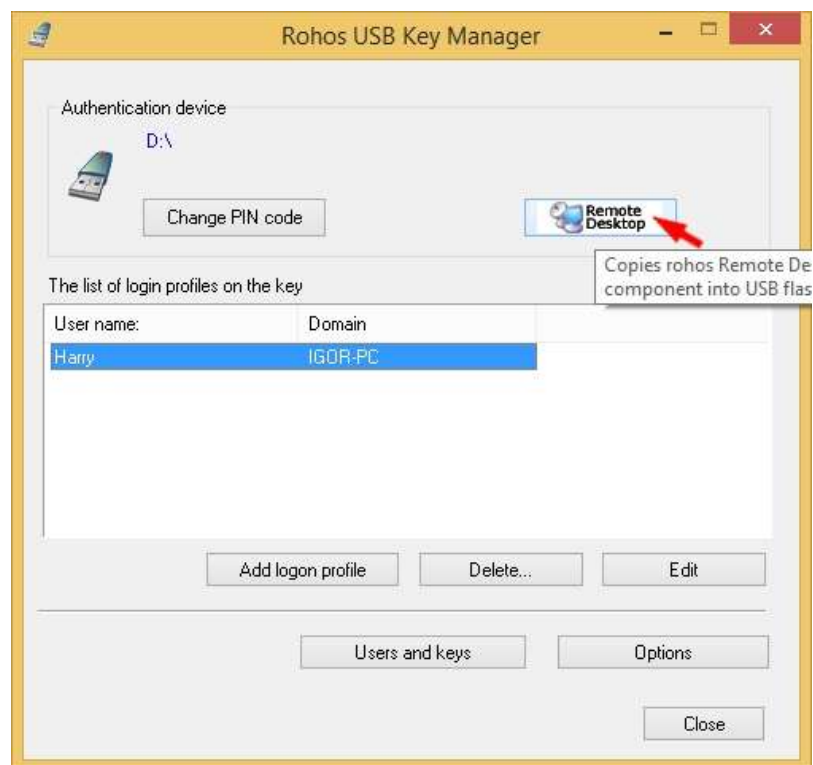 Rohos USB Key Manager
Authentication device
D:\
Change PIN code
Remote
Desktop
Copies rohos Remote De
component into USB flas
The list of login profiles on the key
User name: Domain
Harry IGOR-PC
Add logon profile Delete... Edit
Users and keys Options
Close